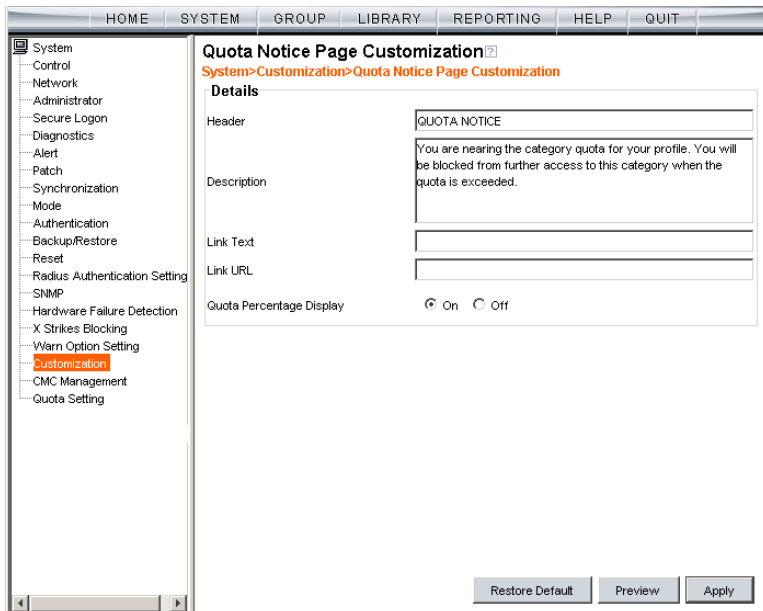 HOME SYSTEM GROUP LIBRARY REPORTING HELP QUIT
System
Control
Network
Administrator
Secure Logon
Diagnostics
Alert
Patch
Synchronization
Mode
Authentication
Backup/Restore
Reset
Radius Authentication Setting
SNMP
Hardware Failure Detection
X Strikes Blocking
Warn Option Setting
Customization
CMC Management
Quota Setting
Quota Notice Page Customization ?
System>Customization>Quota Notice Page Customization
Details
Header QUOTA NOTICE
Description
You are nearing the category quota for your profile. You will
be blocked from further access to this category when the
quota is exceeded.
Link Text
Link URL
Quota Percentage Display On Off
Restore Default Preview Apply